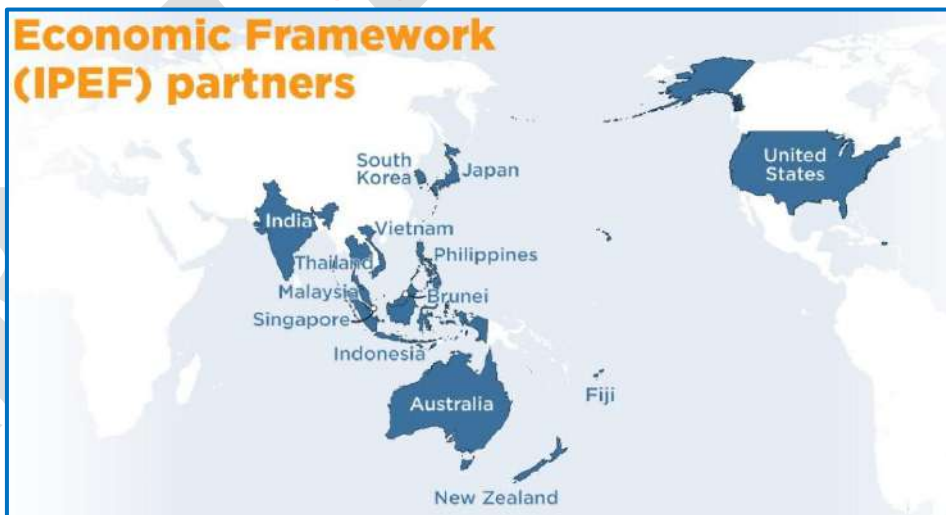 Economic Framework
(IPEF) partners
South
Korea
Japan
United
States
India
Vietnam
Thailand
Philippines
Malaysia
Brunei
Singapore
Indonesia
Australia
Fiji
New Zealand